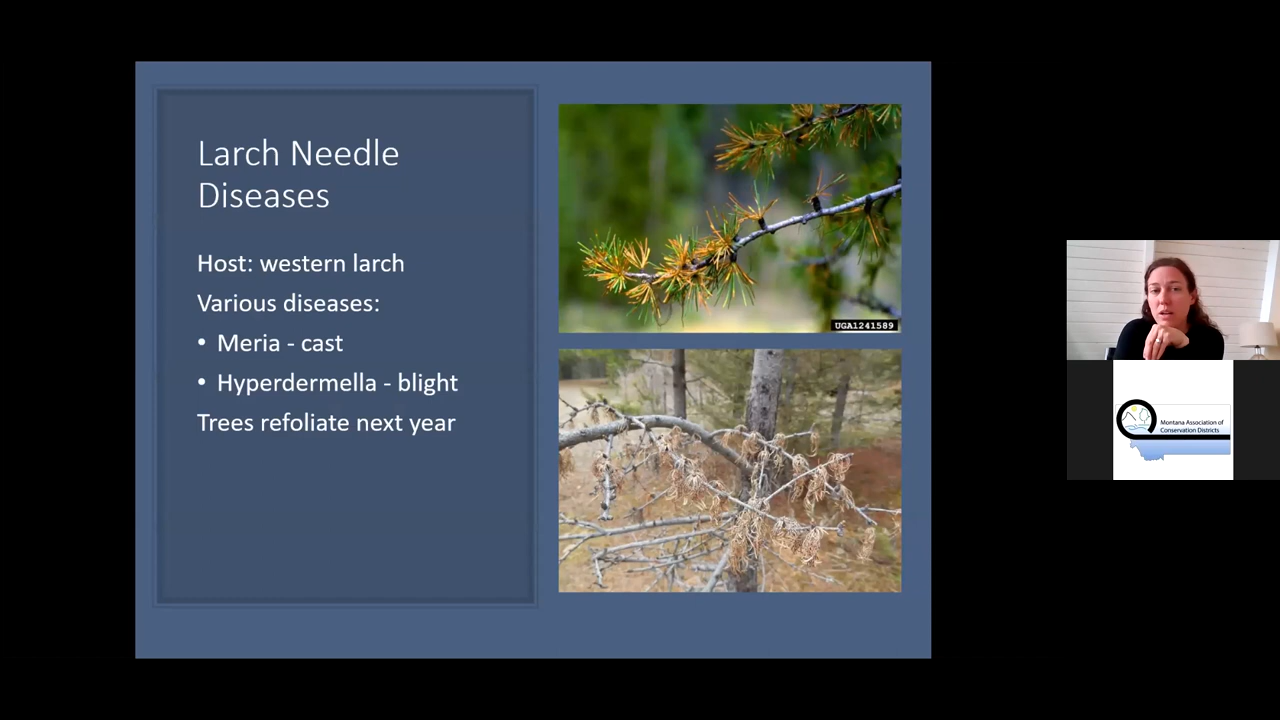 Larch Needle
Diseases
Host: western larch
Various diseases:
• Meria - cast
• Hyperdermella - blight
Trees refoliate next year
UGA1241589
Montana Association of
Conservation Districts